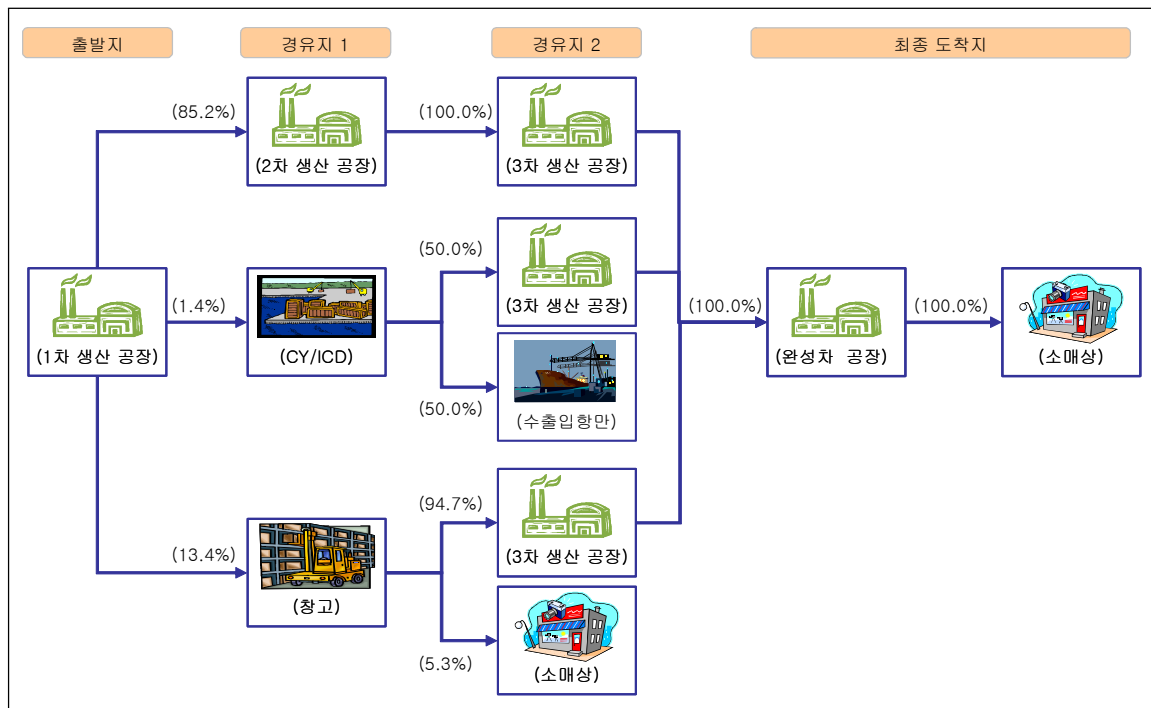 출발지
경유지 1
경유지 2
최종 도착지
(85.2%)
(100.0%)
(2차 생산 공장)
(3차 생산 공장)
(50.0%)
(1.4%)
(3차 생산 공장)
(100.0%)
(100.0%)
(1차 생산 공장)
(CY/ICD)
(완성차 공장)
(소매상)
(50.0%)
(수출입항만)
(94.7%)
(13.4%)
(3차 생산 공장)
(창고)
(5.3%)
(소매상)